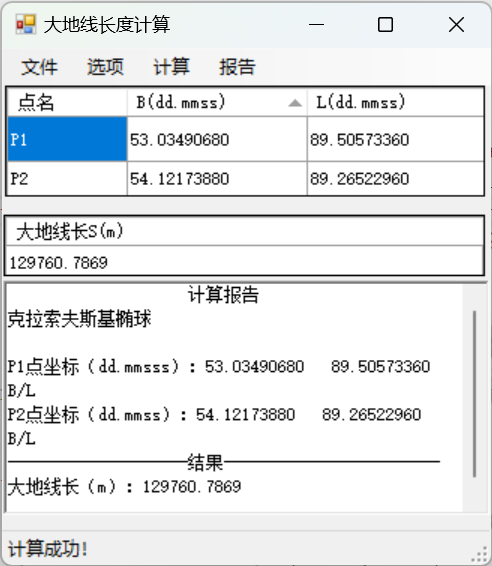 大地线长度计算
文件 选项 计算 报告
点名 B(dd.mmss) L(dd.mmss)
P1 53.03490680 89.50573360
P2 54.12173880 89.26522960
大地线长S(m)
129760.7869
计算报告
克拉索夫斯基椭球
P1点坐标（dd.mmsss）：53.03490680 89.50573360
B/L
P2点坐标（dd.mmss）：54.12173880 89.26522960
B/L
————————————结果————————————
大地线长（m）：129760.7869
计算成功!